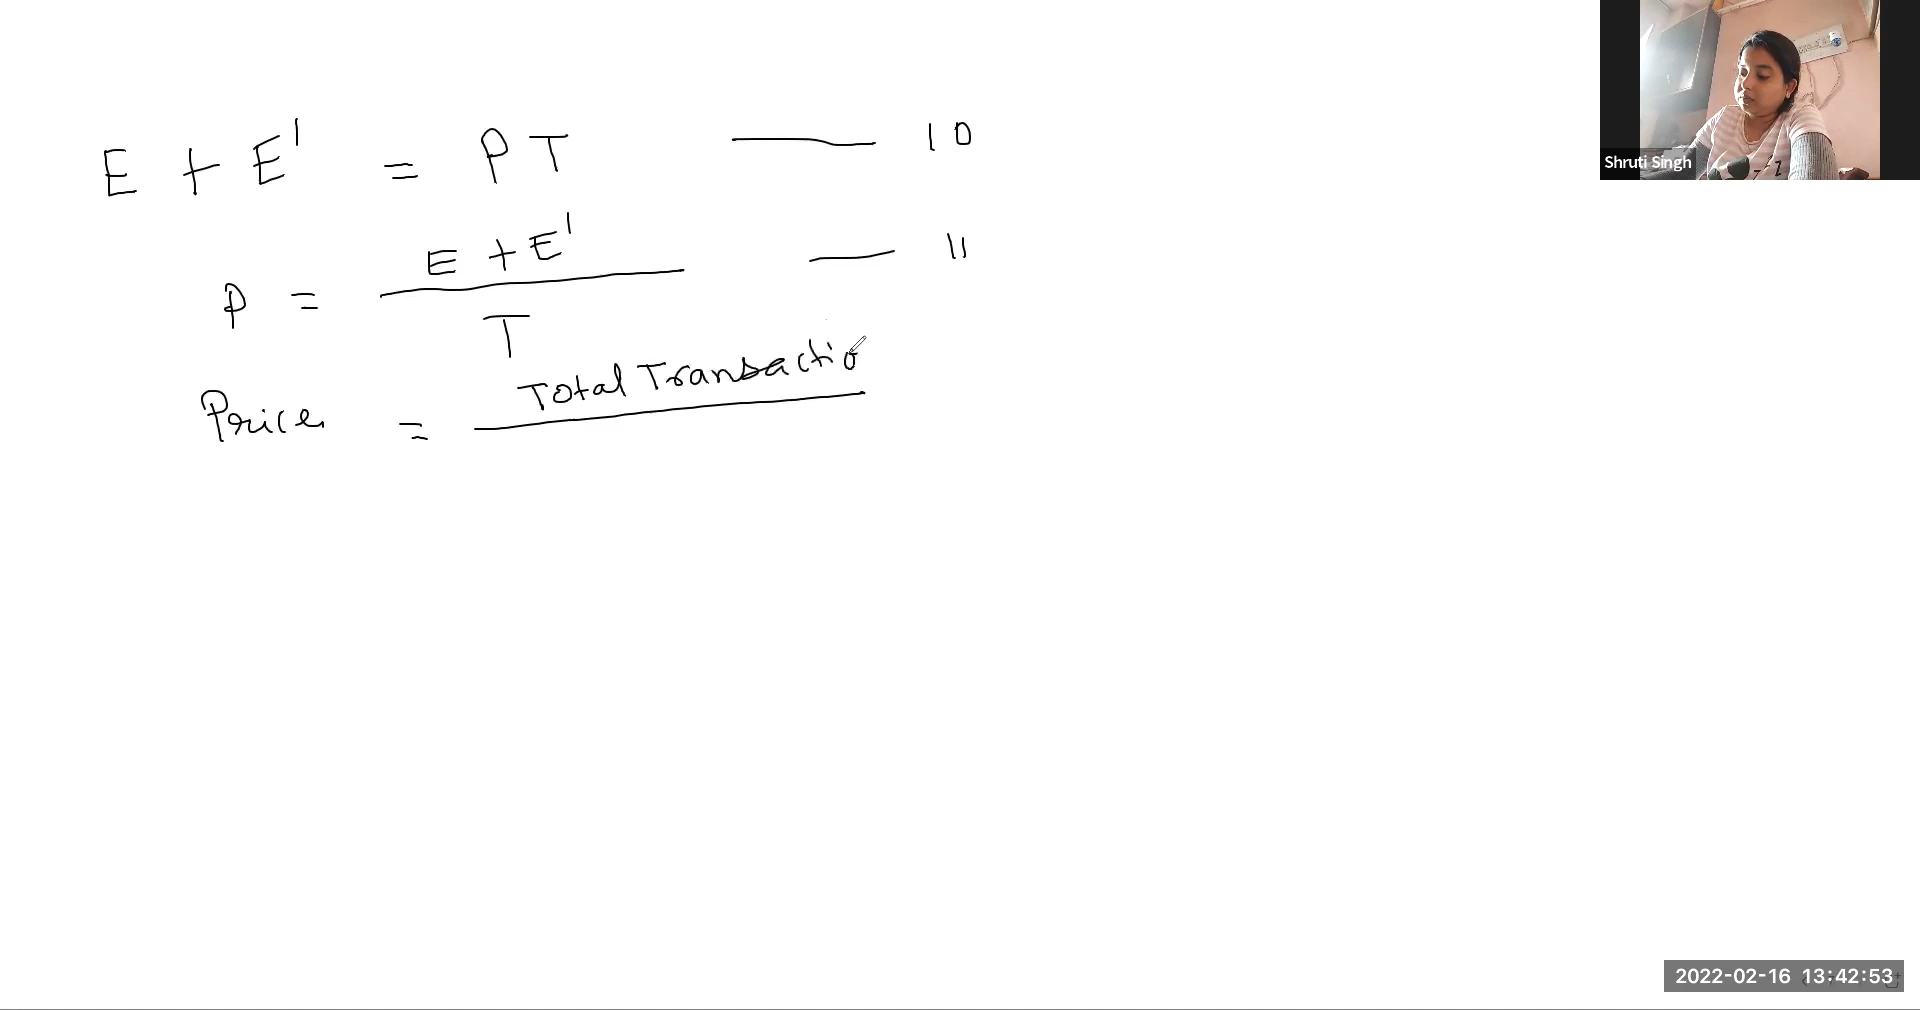 E + E' = PT —— 10
P = E + E' / T —— 11
Price = Total Transactio
Shruti Singh
2022-02-16 13:42:53